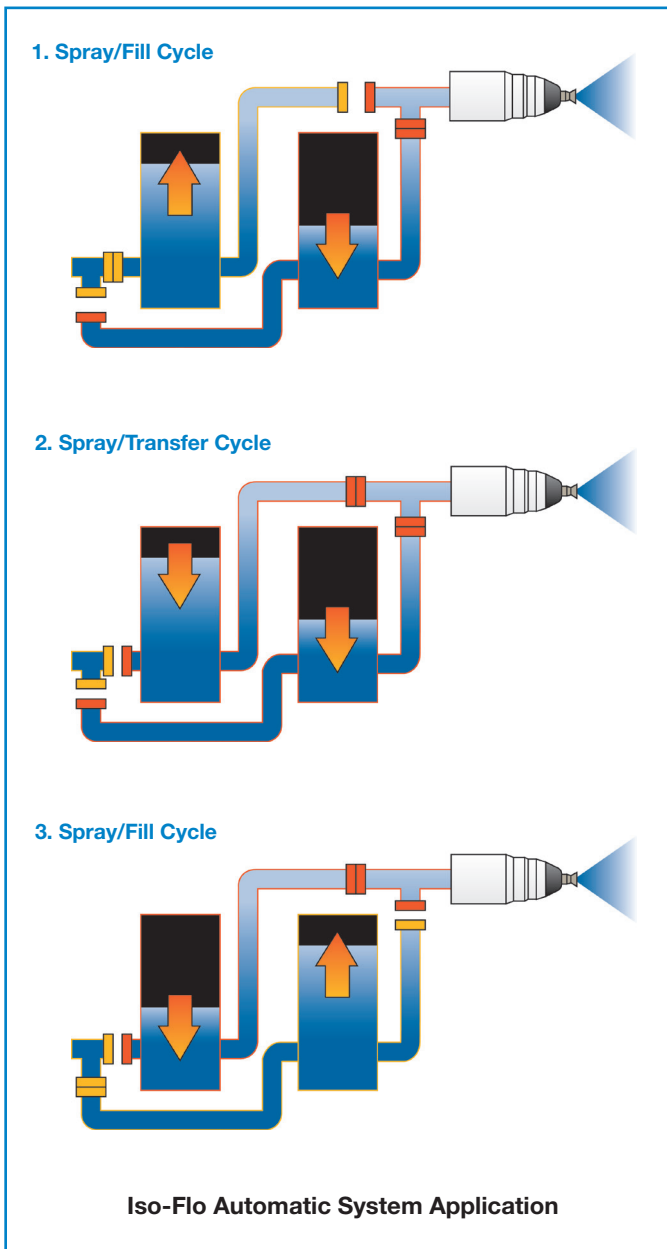 1. Spray/Fill Cycle
2. Spray/Transfer Cycle
3. Spray/Fill Cycle
Iso-Flo Automatic System Application